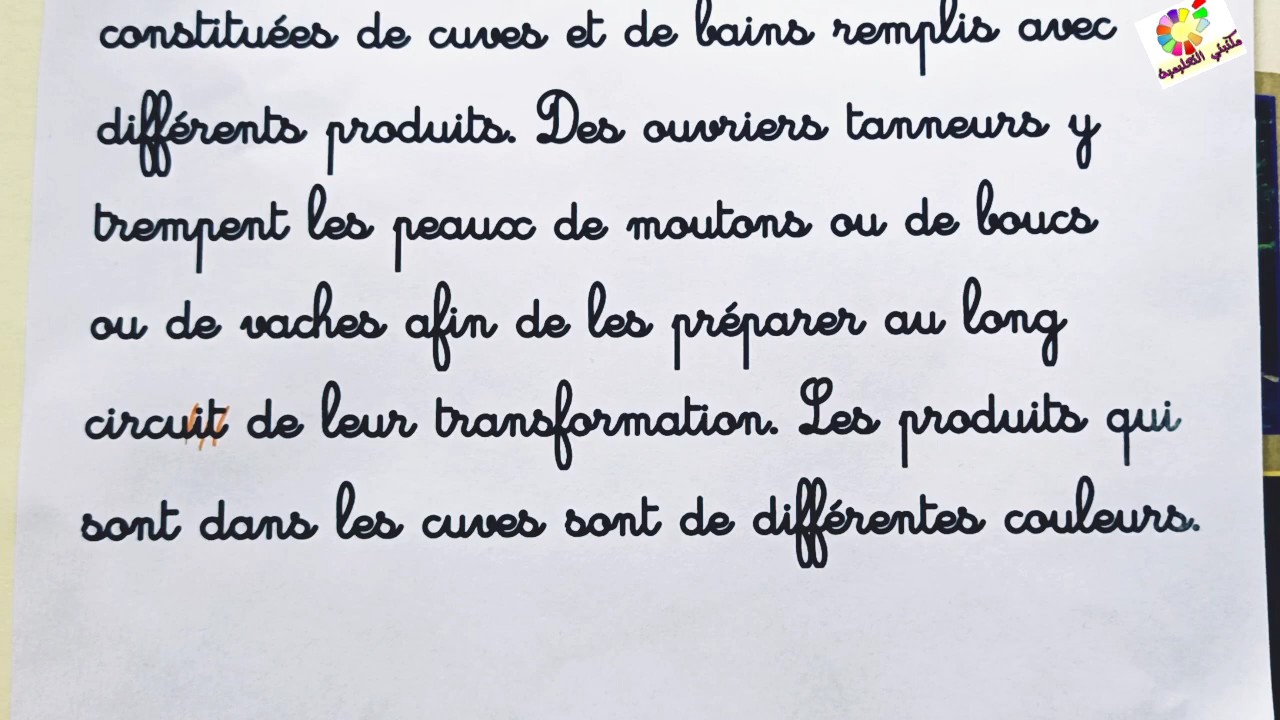 constituées de cuves et de bains remplis avec
différents produits. Des ouvriers tanneurs y
trempent les peaux de moutons ou de boucs
ou de vaches afin de les préparer au long
circuit de leur transformation. Les produits qui
sont dans les cuves sont de différentes couleurs.
مكتبتي التعليمية